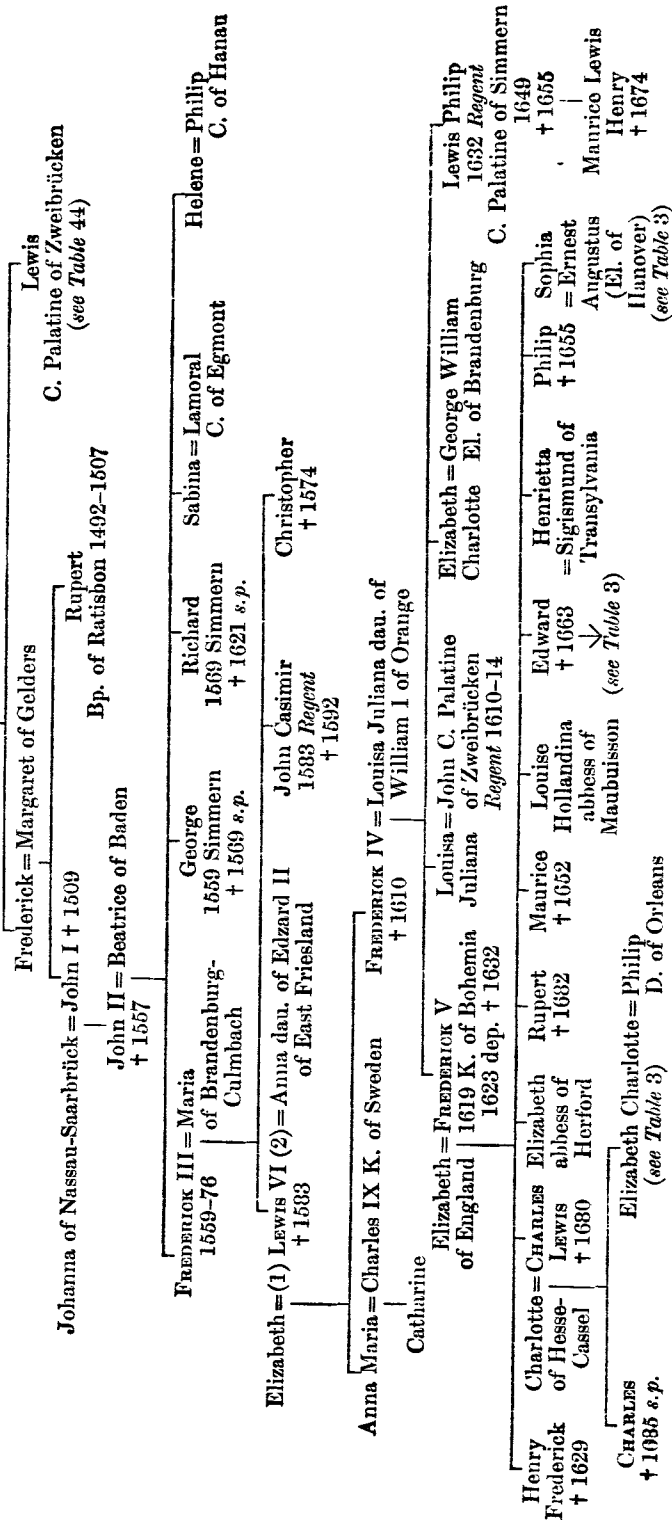 Frederick = Margaret of Gelders
Lewis
C. Palatine of Zweibrücken
(see Table 44)
Johanna of Nassau-Saarbrück = John I † 1509
Rupert
Bp. of Ratisbon 1492–1507
John II = Beatrice of Baden
† 1557
FREDERICK III = Maria
1559–76 of Brandenburg-
Culmbach
George
1559 Simmern
† 1569 s.p.
Richard
1569 Simmern
† 1621 s.p.
Sabina = Lamoral
C. of Egmont
Helene = Philip
C. of Hanau
Elizabeth = (1) LEWIS VI (2) = Anna dau. of Edzard II
† 1583 of East Friesland
John Casimir
1583 Regent
† 1592
Christopher
† 1574
Anna Maria = Charles IX K. of Sweden
Catharine
FREDERICK IV = Louisa Juliana dau. of
† 1610 William I of Orange
Elizabeth = FREDERICK V
of England 1619 K. of Bohemia
1623 dep. † 1632
Louisa = John C. Palatine
Juliana of Zweibrücken
Regent 1610–14
Elizabeth = George William
Charlotte El. of Brandenburg
Lewis Philip
1632 Regent
C. Palatine of Simmern
1649
† 1655
Maurice Lewis
Henry
† 1674
Henry
Frederick
† 1629
Charlotte = CHARLES
of Hesse- LEWIS
Cassel † 1680
Elizabeth
abbess of
Herford
Rupert
† 1632
Maurice
† 1652
Louise
Hollandina
abbess of
Maubuisson
Edward
† 1663
(see Table 3)
Henrietta
= Sigismund of
Transylvania
Philip
† 1655
Sophia
= Ernest
Augustus
(El. of
Hanover)
(see Table 3)
CHARLES
† 1085 s.p.
Elizabeth Charlotte = Philip
(see Table 3) D. of Orleans